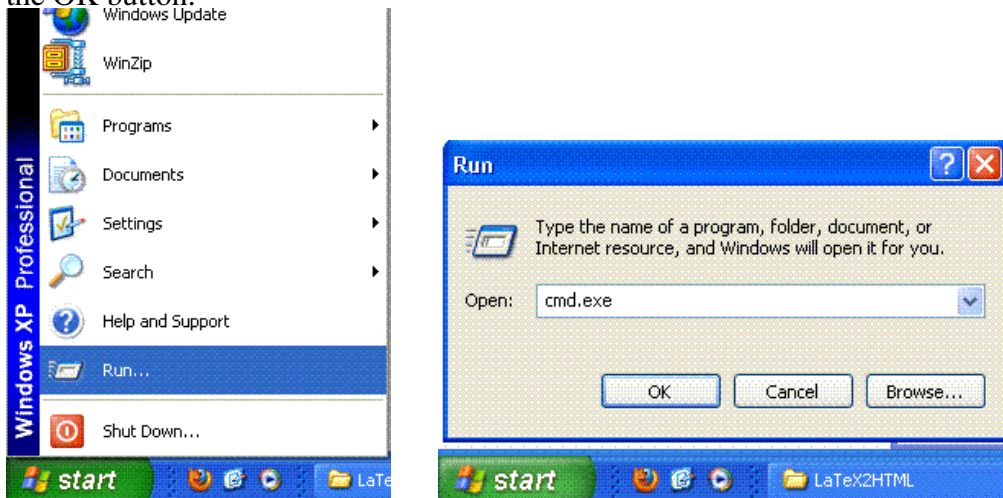 the OK button.
Windows Update
WinZip
Programs
Documents
Settings
Search
Help and Support
Run...
Shut Down...
Windows XP Professional
start
LaTe
Run
Type the name of a program, folder, document, or
Internet resource, and Windows will open it for you.
Open: cmd.exe
OK Cancel Browse...
start LaTeX2HTML